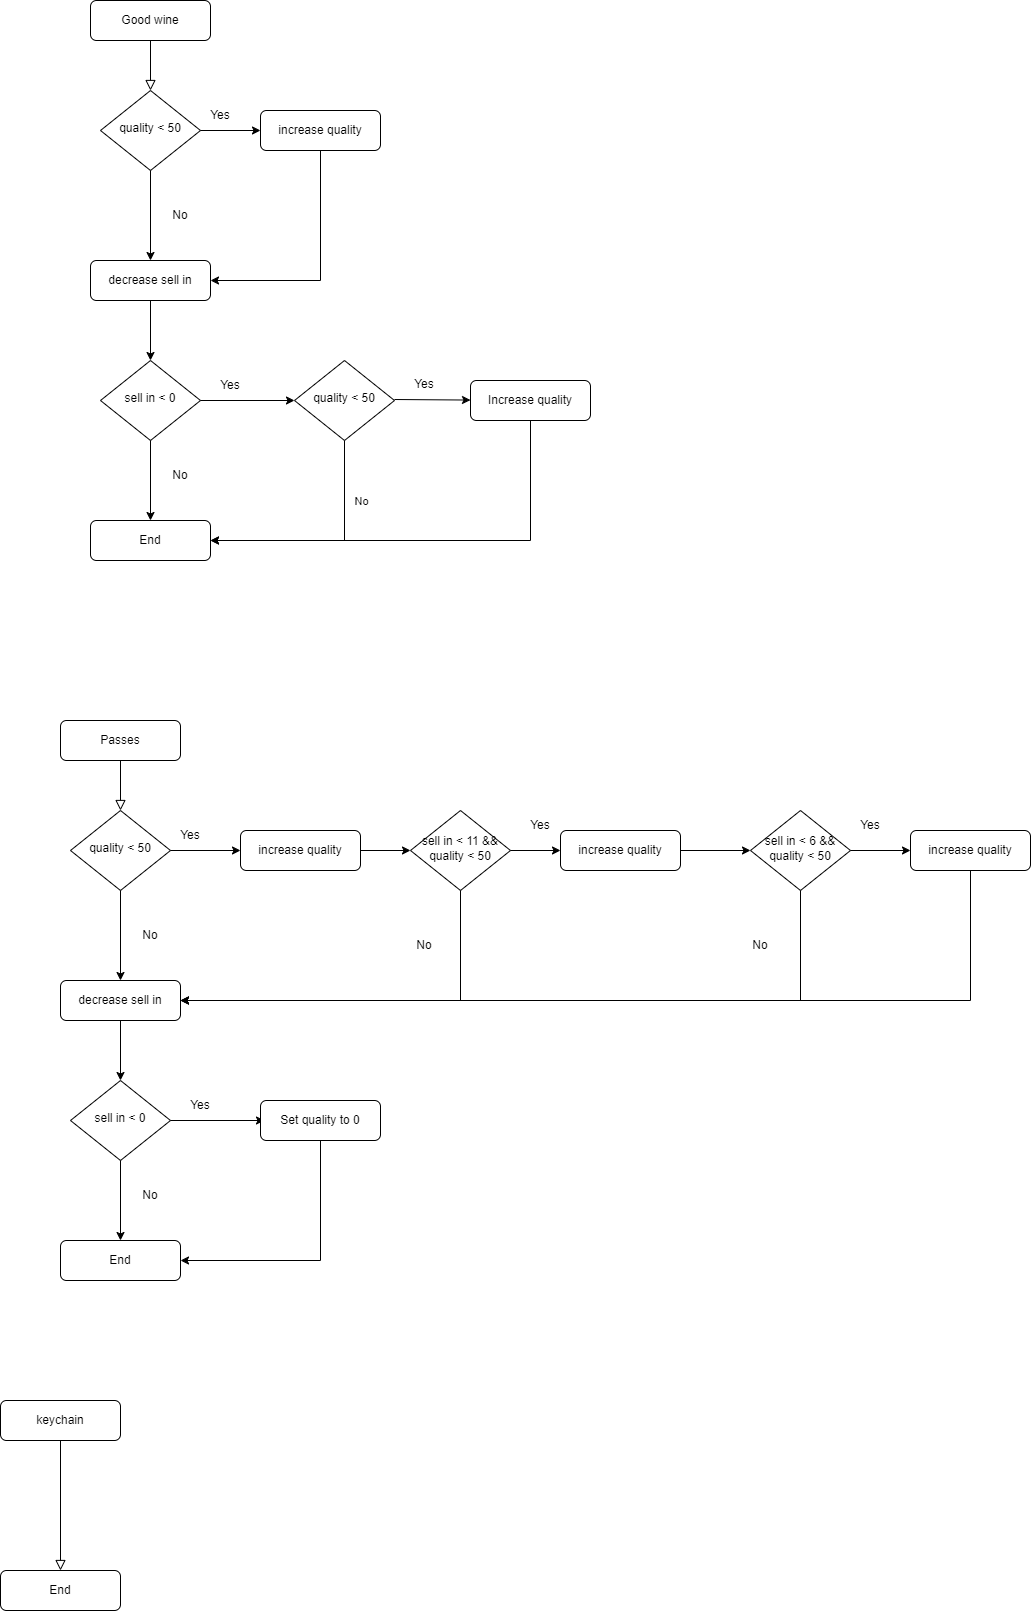 Good wine
quality < 50
Yes
increase quality
No
decrease sell in
sell in < 0
Yes
quality < 50
Yes
Increase quality
No
No
End
Passes
quality < 50
Yes
increase quality
sell in < 11 &&
quality < 50
Yes
increase quality
sell in < 6 &&
quality < 50
Yes
increase quality
No
No
No
decrease sell in
sell in < 0
Yes
Set quality to 0
No
End
keychain
End